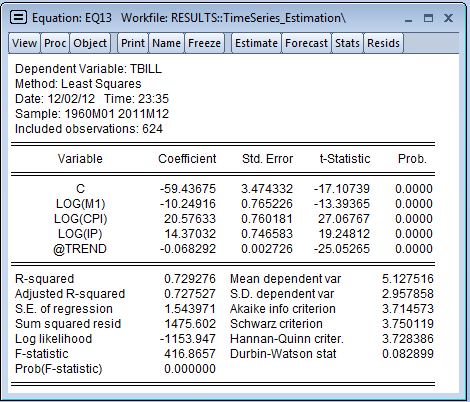 Equation: EQ13 Workfile: RESULTS::TimeSeries_Estimation\
View Proc Object Print Name Freeze Estimate Forecast Stats Resids
Dependent Variable: TBILL
Method: Least Squares
Date: 12/02/12 Time: 23:35
Sample: 1960M01 2011M12
Included observations: 624
Variable Coefficient Std. Error t-Statistic Prob.
C -59.43675 3.474332 -17.10739 0.0000
LOG(M1) -10.24916 0.765226 -13.39365 0.0000
LOG(CPI) 20.57633 0.760181 27.06767 0.0000
LOG(IP) 14.37032 0.746583 19.24812 0.0000
@TREND -0.068292 0.002726 -25.05265 0.0000
R-squared 0.729276 Mean dependent var 5.127516
Adjusted R-squared 0.727527 S.D. dependent var 2.957858
S.E. of regression 1.543971 Akaike info criterion 3.714573
Sum squared resid 1475.602 Schwarz criterion 3.750119
Log likelihood -1153.947 Hannan-Quinn criter. 3.728386
F-statistic 416.8657 Durbin-Watson stat 0.082899
Prob(F-statistic) 0.000000